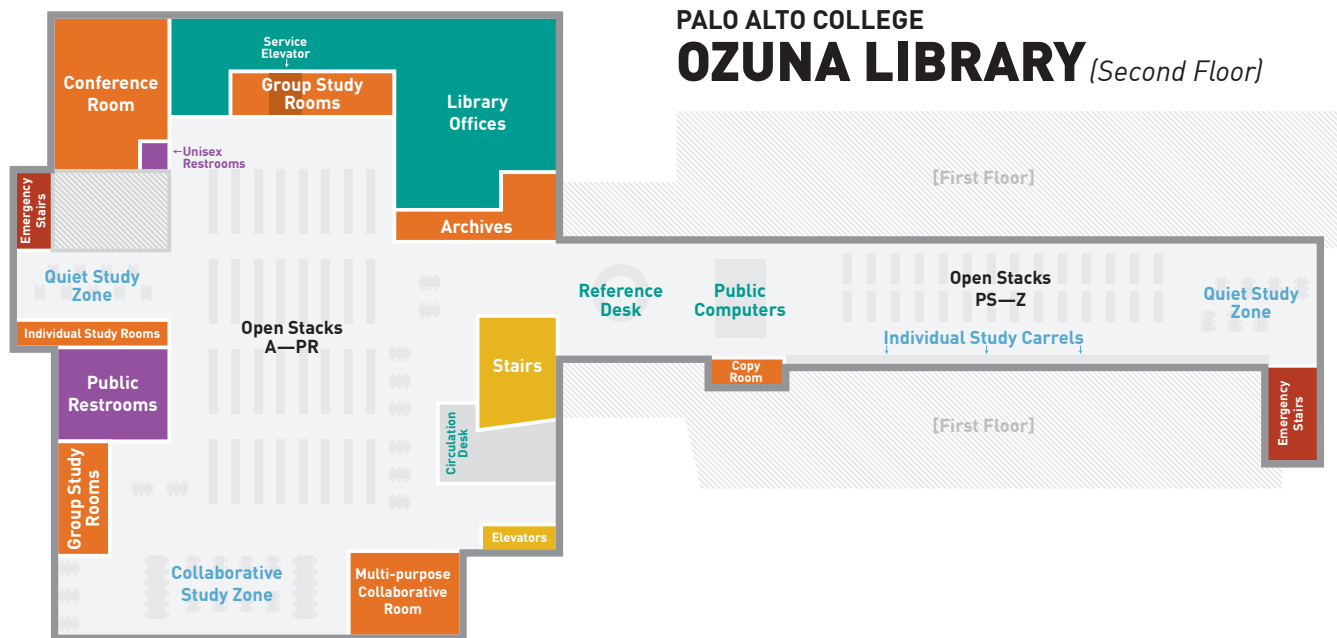 PALO ALTO COLLEGE
OZUNA LIBRARY (Second Floor)
Service
Elevator
Conference
Room
Group Study
Rooms
Library
Offices
←Unisex
Restrooms
Emergency
Stairs
[First Floor]
Archives
Quiet Study
Zone
Reference
Desk
Public
Computers
Open Stacks
PS—Z
Quiet Study
Zone
Individual Study Rooms
Open Stacks
A—PR
Individual Study Carrels
Stairs
Copy
Room
Public
Restrooms
Emergency
Stairs
Circulation
Desk
[First Floor]
Group Study
Rooms
Elevators
Collaborative
Study Zone
Multi-purpose
Collaborative
Room